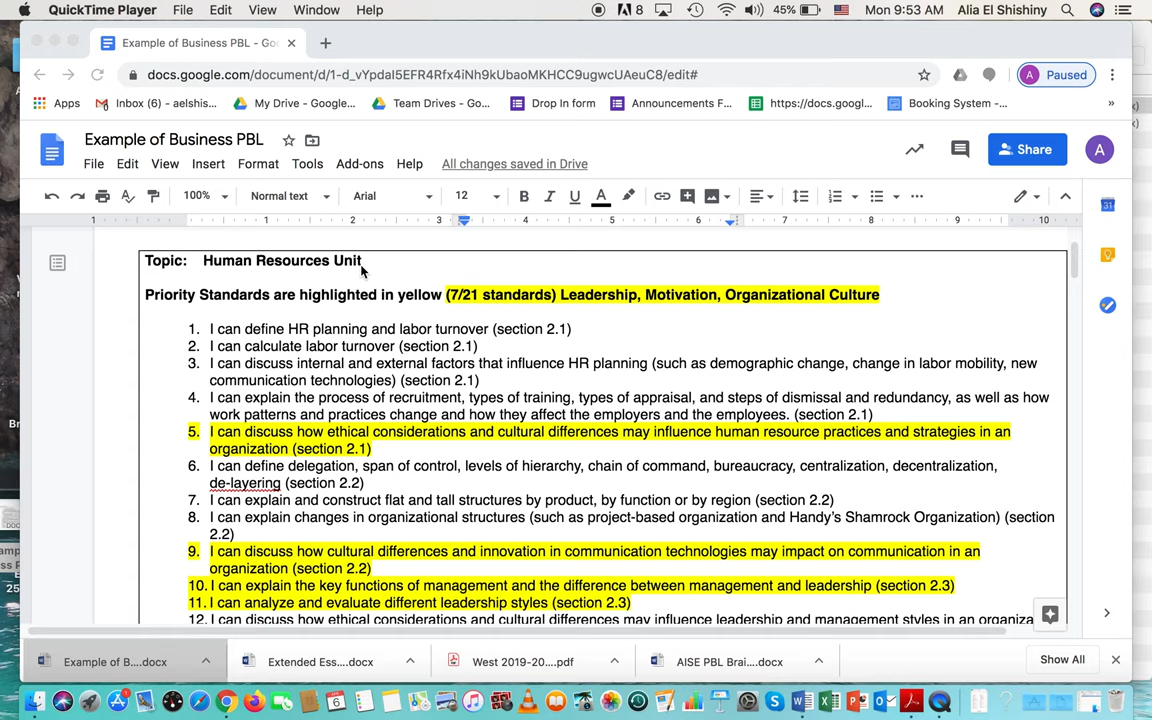 QuickTime Player File Edit View Window Help 8 45% Mon 9:53 AM Alia El Shishiny
Example of Business PBL - Goo
docs.google.com/document/d/1-d_vYpdaI5EFR4Rfx4iNh9kUbaoMKHCC9ugwcUAeuC8/edit# A Paused
Apps Inbox (6) - aelshis... My Drive - Google... Team Drives - Go... Drop In form Announcements F... https://docs.googl... Booking System -... »
Example of Business PBL
File Edit View Insert Format Tools Add-ons Help All changes saved in Drive Share A
100% Normal text Arial 12 B I U A
1 1 2 3 4 5 6 7 8 9 10
Topic: Human Resources Unit
Priority Standards are highlighted in yellow (7/21 standards) Leadership, Motivation, Organizational Culture
1. I can define HR planning and labor turnover (section 2.1)
2. I can calculate labor turnover (section 2.1)
3. I can discuss internal and external factors that influence HR planning (such as demographic change, change in labor mobility, new
communication technologies) (section 2.1)
4. I can explain the process of recruitment, types of training, types of appraisal, and steps of dismissal and redundancy, as well as how
work patterns and practices change and how they affect the employers and the employees. (section 2.1)
5. I can discuss how ethical considerations and cultural differences may influence human resource practices and strategies in an
organization (section 2.1)
6. I can define delegation, span of control, levels of hierarchy, chain of command, bureaucracy, centralization, decentralization,
de-layering (section 2.2)
7. I can explain and construct flat and tall structures by product, by function or by region (section 2.2)
8. I can explain changes in organizational structures (such as project-based organization and Handy's Shamrock Organization) (section
2.2)
9. I can discuss how cultural differences and innovation in communication technologies may impact on communication in an
organization (section 2.2)
10. I can explain the key functions of management and the difference between management and leadership (section 2.3)
11. I can analyze and evaluate different leadership styles (section 2.3)
12. I can discuss how ethical considerations and cultural differences may influence leadership and management styles in an organiza
Example of B....docx Extended Ess....docx West 2019-20....pdf AISE PBL Brai....docx Show All